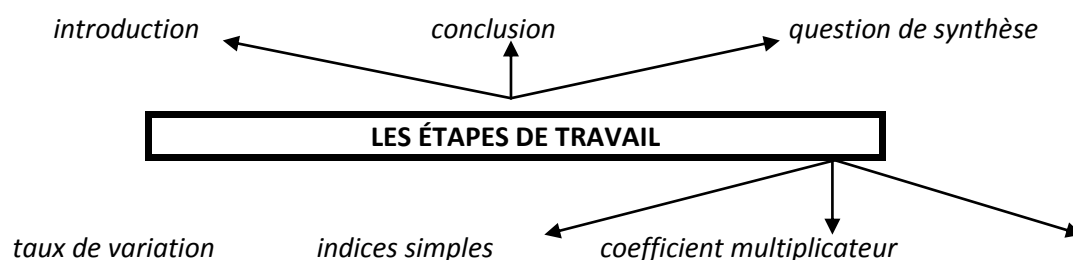 introduction conclusion question de synthèse
LES ÉTAPES DE TRAVAIL
taux de variation indices simples coefficient multiplicateur